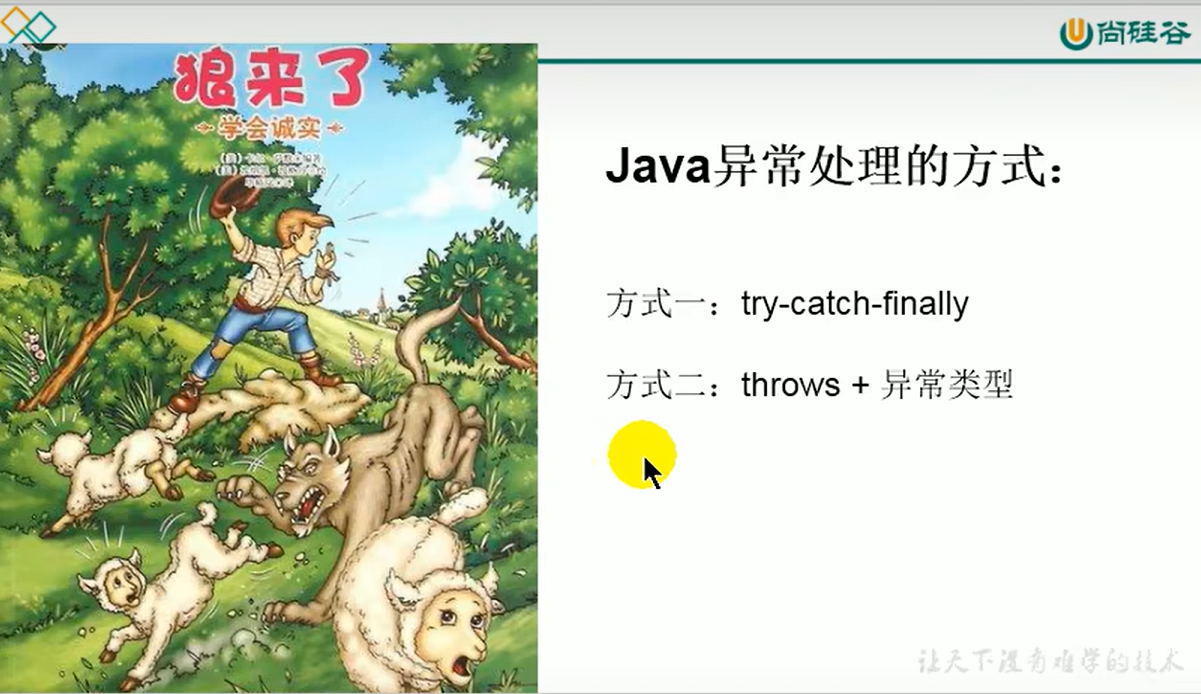 尚硅谷
狼来了
学会诚实
Java异常处理的方式：
方式一：try-catch-finally
方式二：throws + 异常类型
让天下没有难学的技术